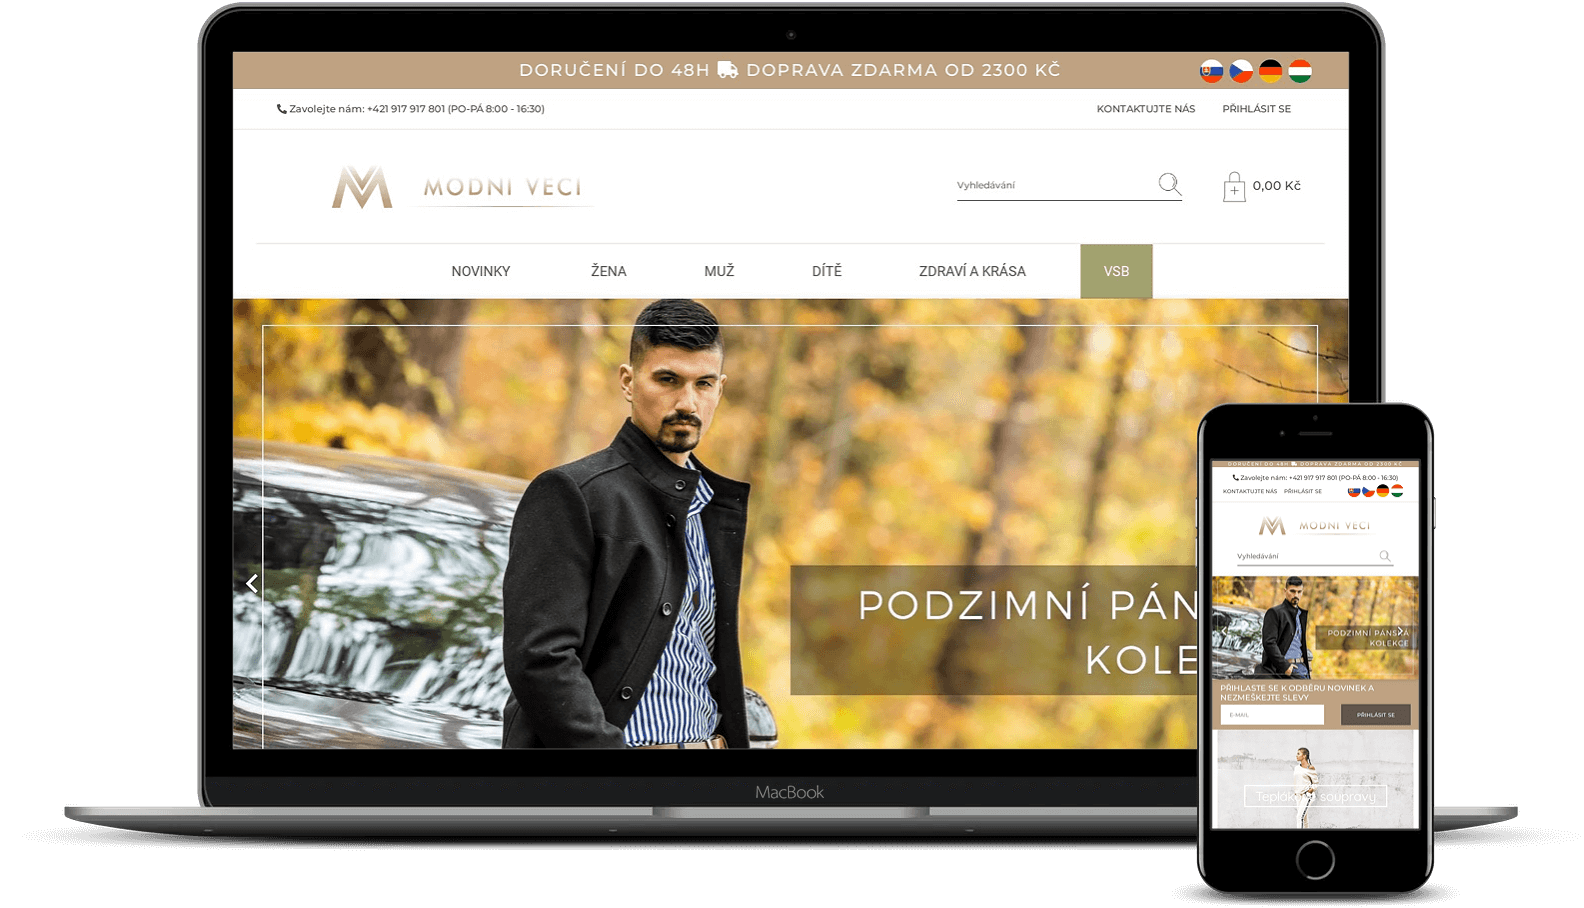 DORUČENÍ DO 48H DOPRAVA ZDARMA OD 2300 KČ
Zavolejte nám: +421 917 917 801 (PO-PÁ 8:00 - 16:30)
KONTAKTUJTE NÁS PŘIHLÁSIT SE
MODNI VECI
Vyhledávání
0,00 Kč
NOVINKY ŽENA MUŽ DÍTĚ ZDRAVÍ A KRÁSA VSB
PODZIMNÍ PÁN
KOLE
MacBook
DORUČENÍ DO 48H DOPRAVA ZDARMA OD 2300 KČ
Zavolejte nám: +421 917 917 801 (PO-PÁ 8:00 - 16:30)
KONTAKTUJTE NÁS PŘIHLÁSIT SE
MODNI VECI
Vyhledávání
PODZIMNÍ PÁNSKÁ
KOLEKCE
PŘIHLASTE SE K ODBĚRU NOVINEK A
NEZMEŠKEJTE SLEVY
E-MAIL
PŘIHLÁSIT SE
Teplákové soupravy